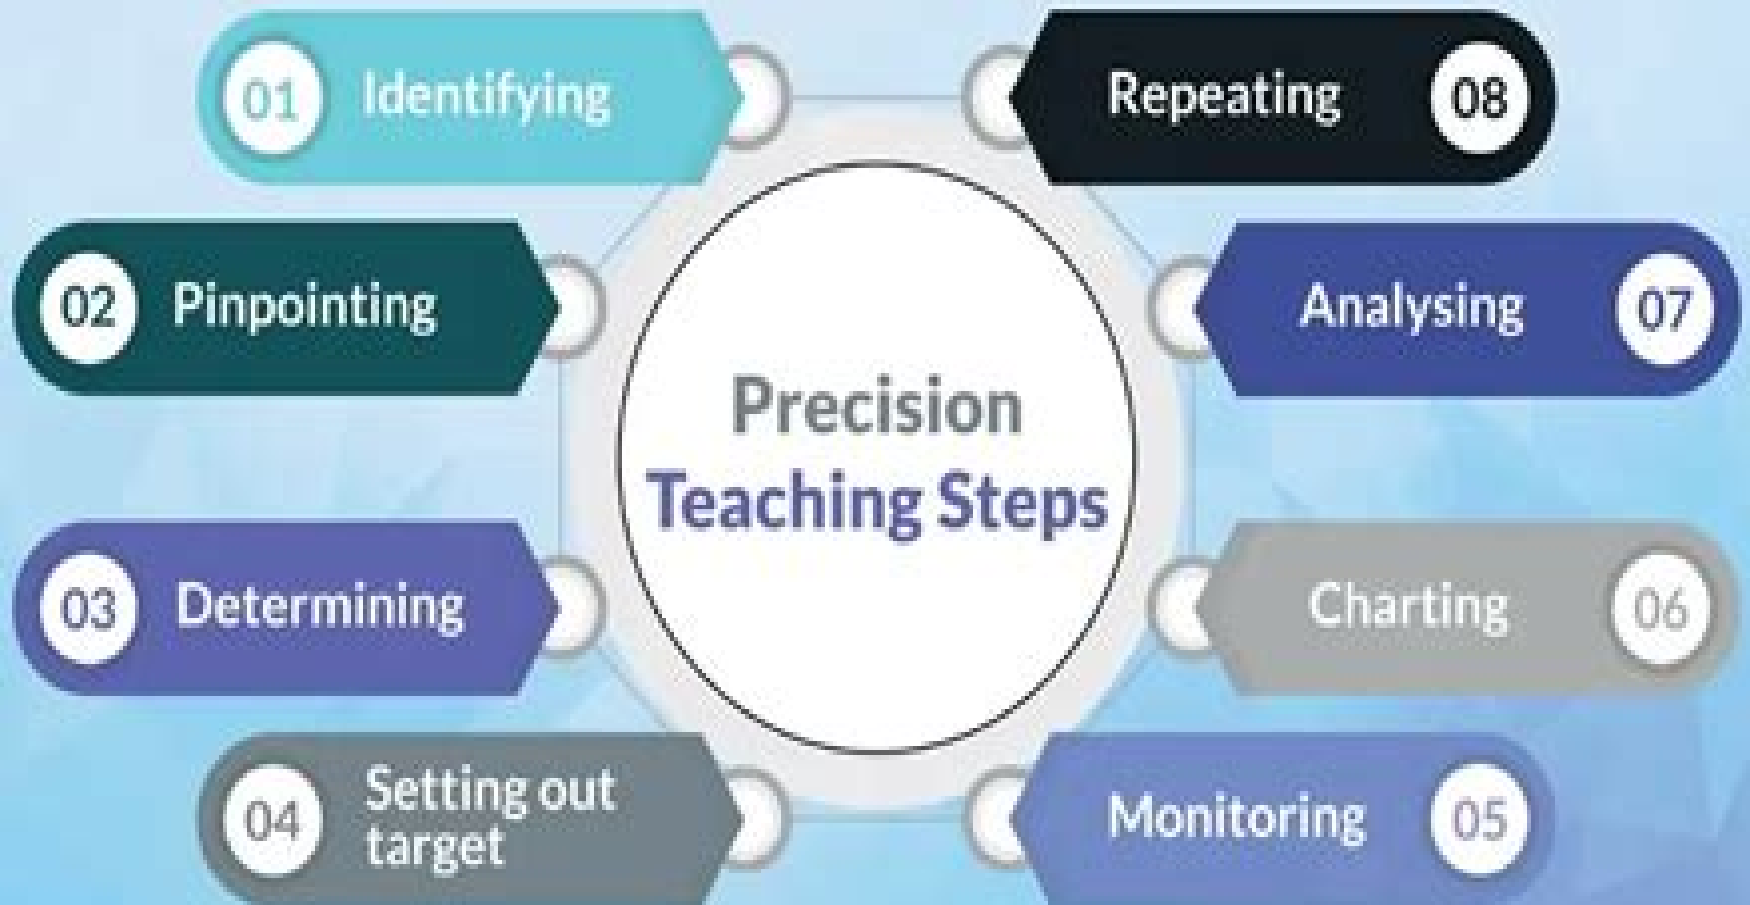 Precision
Teaching Steps
01 Identifying
02 Pinpointing
03 Determining
04 Setting out
target
Monitoring 05
Charting 06
Analysing 07
Repeating 08